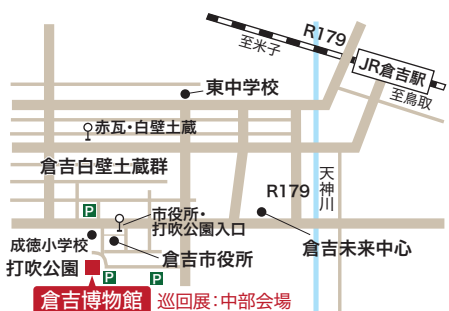 R179
至米子
JR倉吉駅
至鳥取
東中学校
赤瓦・白壁土蔵
倉吉白壁土蔵群
R179
天神川
P
市役所・
打吹公園入口
成徳小学校
倉吉市役所
倉吉未来中心
打吹公園
P
P
倉吉博物館
巡回展:中部会場